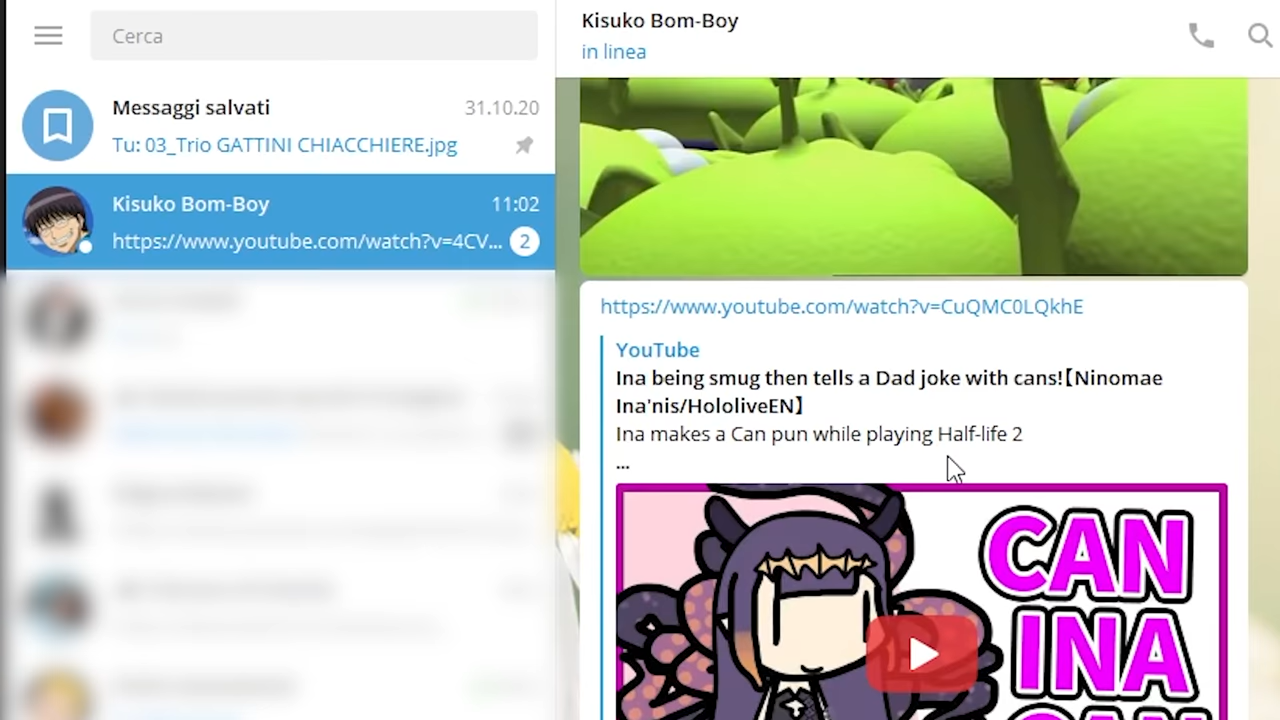 Cerca
Messaggi salvati
31.10.20
Tu: 03_Trio GATTINI CHIACCHIERE.jpg
Kisuko Bom-Boy
11:02
https://www.youtube.com/watch?v=4CV...
2
Kisuko Bom-Boy
in linea
https://www.youtube.com/watch?v=CuQMC0LQkhE
YouTube
Ina being smug then tells a Dad joke with cans!【Ninomae
Ina'nis/HololiveEN】
Ina makes a Can pun while playing Half-life 2
...
CAN
INA
CAN